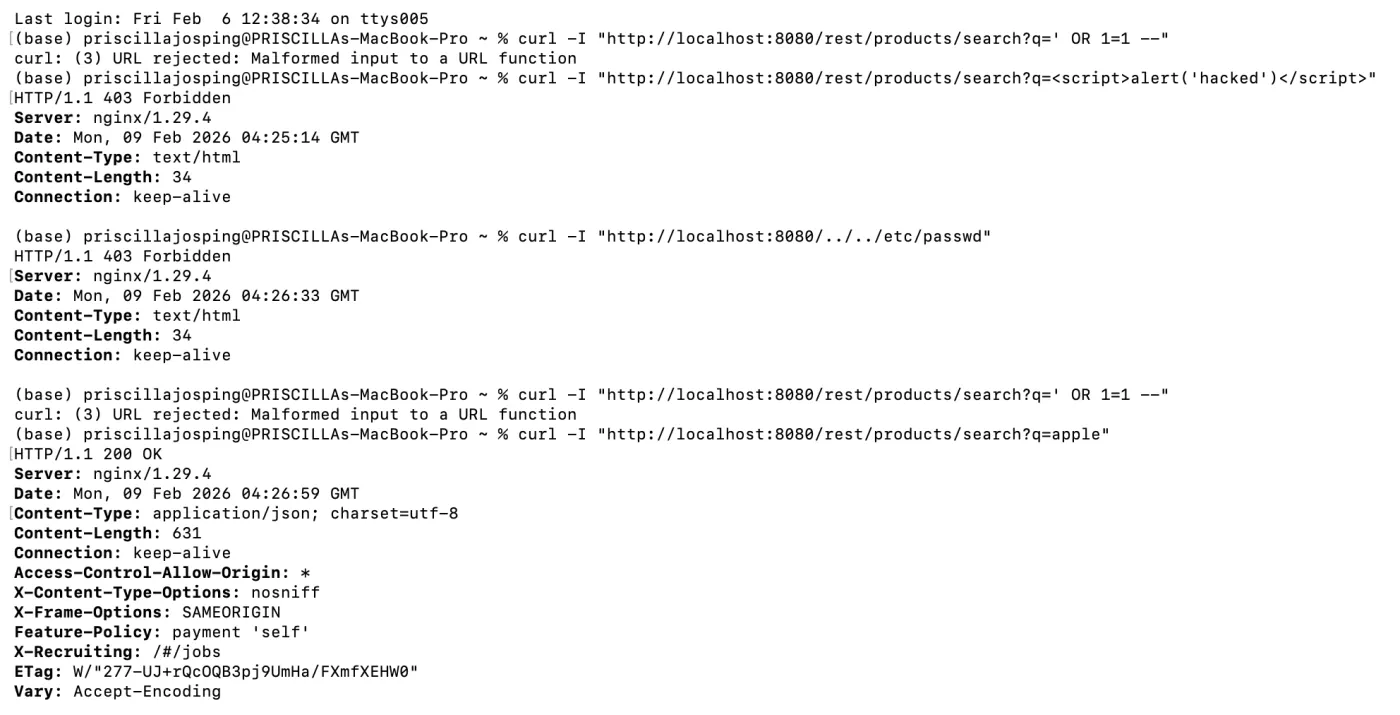 Last login: Fri Feb  6 12:38:34 on ttys005
(base) priscillajosping@PRISCILLAs-MacBook-Pro ~ % curl -I "http://localhost:8080/rest/products/search?q=' OR 1=1 --"
curl: (3) URL rejected: Malformed input to a URL function
(base) priscillajosping@PRISCILLAs-MacBook-Pro ~ % curl -I "http://localhost:8080/rest/products/search?q=<script>alert('hacked')</script>"
HTTP/1.1 403 Forbidden
Server: nginx/1.29.4
Date: Mon, 09 Feb 2026 04:25:14 GMT
Content-Type: text/html
Content-Length: 34
Connection: keep-alive
(base) priscillajosping@PRISCILLAs-MacBook-Pro ~ % curl -I "http://localhost:8080/../../etc/passwd"
HTTP/1.1 403 Forbidden
Server: nginx/1.29.4
Date: Mon, 09 Feb 2026 04:26:33 GMT
Content-Type: text/html
Content-Length: 34
Connection: keep-alive
(base) priscillajosping@PRISCILLAs-MacBook-Pro ~ % curl -I "http://localhost:8080/rest/products/search?q=' OR 1=1 --"
curl: (3) URL rejected: Malformed input to a URL function
(base) priscillajosping@PRISCILLAs-MacBook-Pro ~ % curl -I "http://localhost:8080/rest/products/search?q=apple"
HTTP/1.1 200 OK
Server: nginx/1.29.4
Date: Mon, 09 Feb 2026 04:26:59 GMT
Content-Type: application/json; charset=utf-8
Content-Length: 631
Connection: keep-alive
Access-Control-Allow-Origin: *
X-Content-Type-Options: nosniff
X-Frame-Options: SAMEORIGIN
Feature-Policy: payment 'self'
X-Recruiting: /#/jobs
ETag: W/"277-UJ+rQcOQB3pj9UmHa/FXmfXEHW0"
Vary: Accept-Encoding